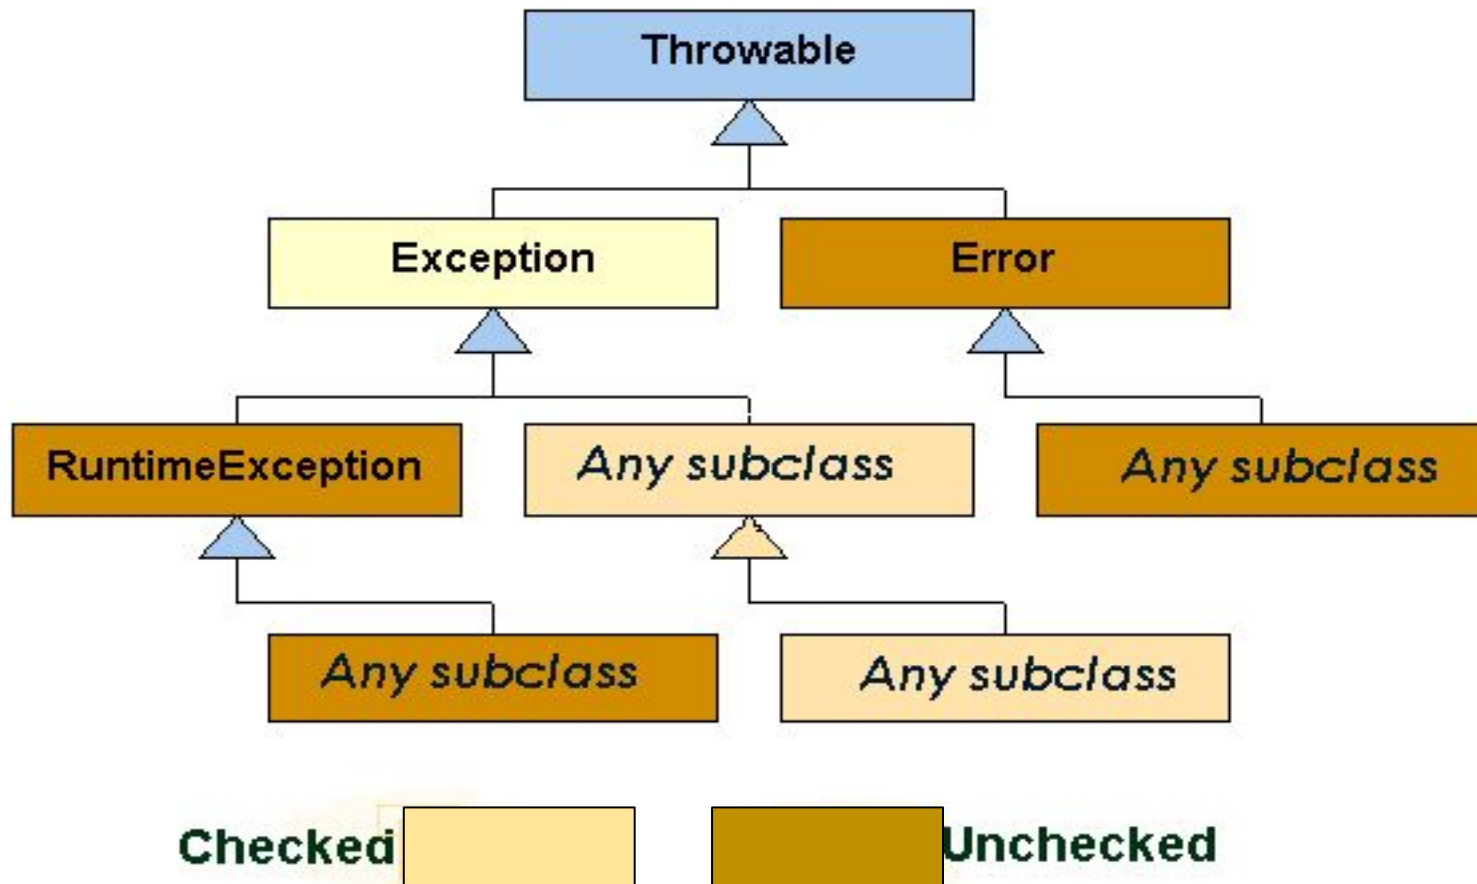 Throwable
Exception
Error
RuntimeException
Any subclass
Any subclass
Any subclass
Any subclass
Checked
Unchecked